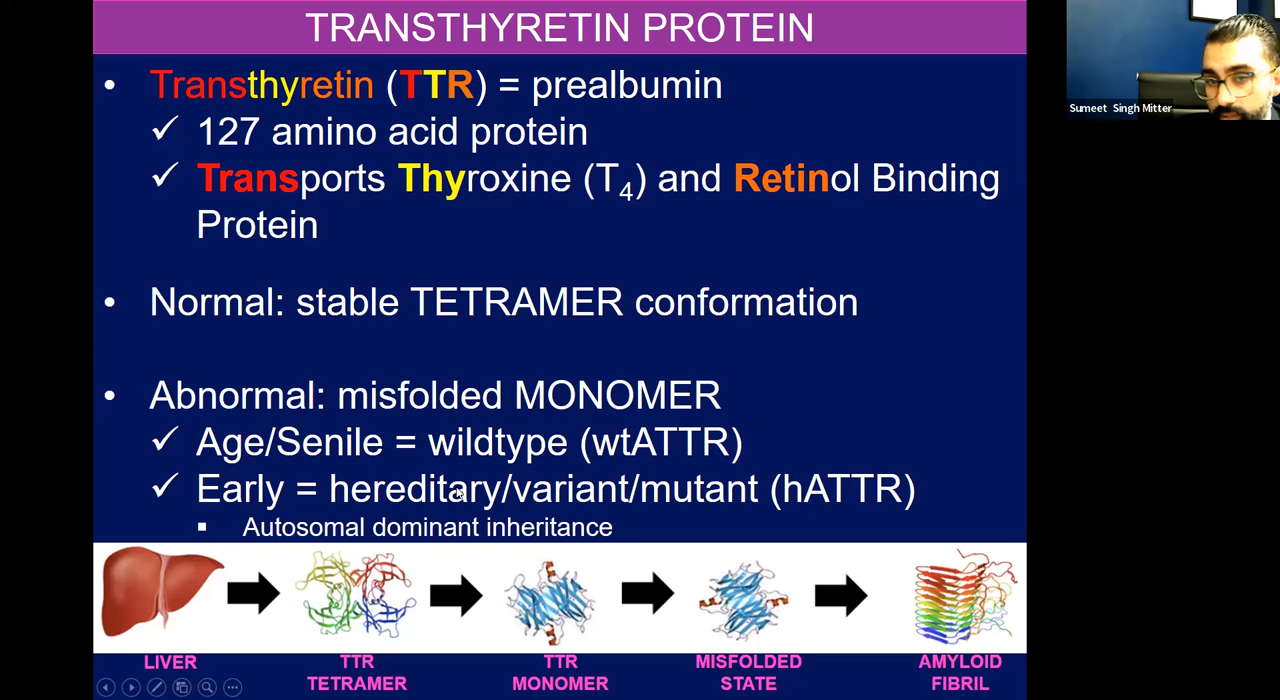 TRANSTHYRETIN PROTEIN
Sumeet Singh Mitter
• Transthyretin (TTR) = prealbumin
✓ 127 amino acid protein
✓ Transports Thyroxine (T₄) and Retinol Binding
Protein
• Normal: stable TETRAMER conformation
• Abnormal: misfolded MONOMER
✓ Age/Senile = wildtype (wtATTR)
✓ Early = hereditary/variant/mutant (hATTR)
▪ Autosomal dominant inheritance
LIVER
TTR
TETRAMER
TTR
MONOMER
MISFOLDED
STATE
AMYLOID
FIBRIL